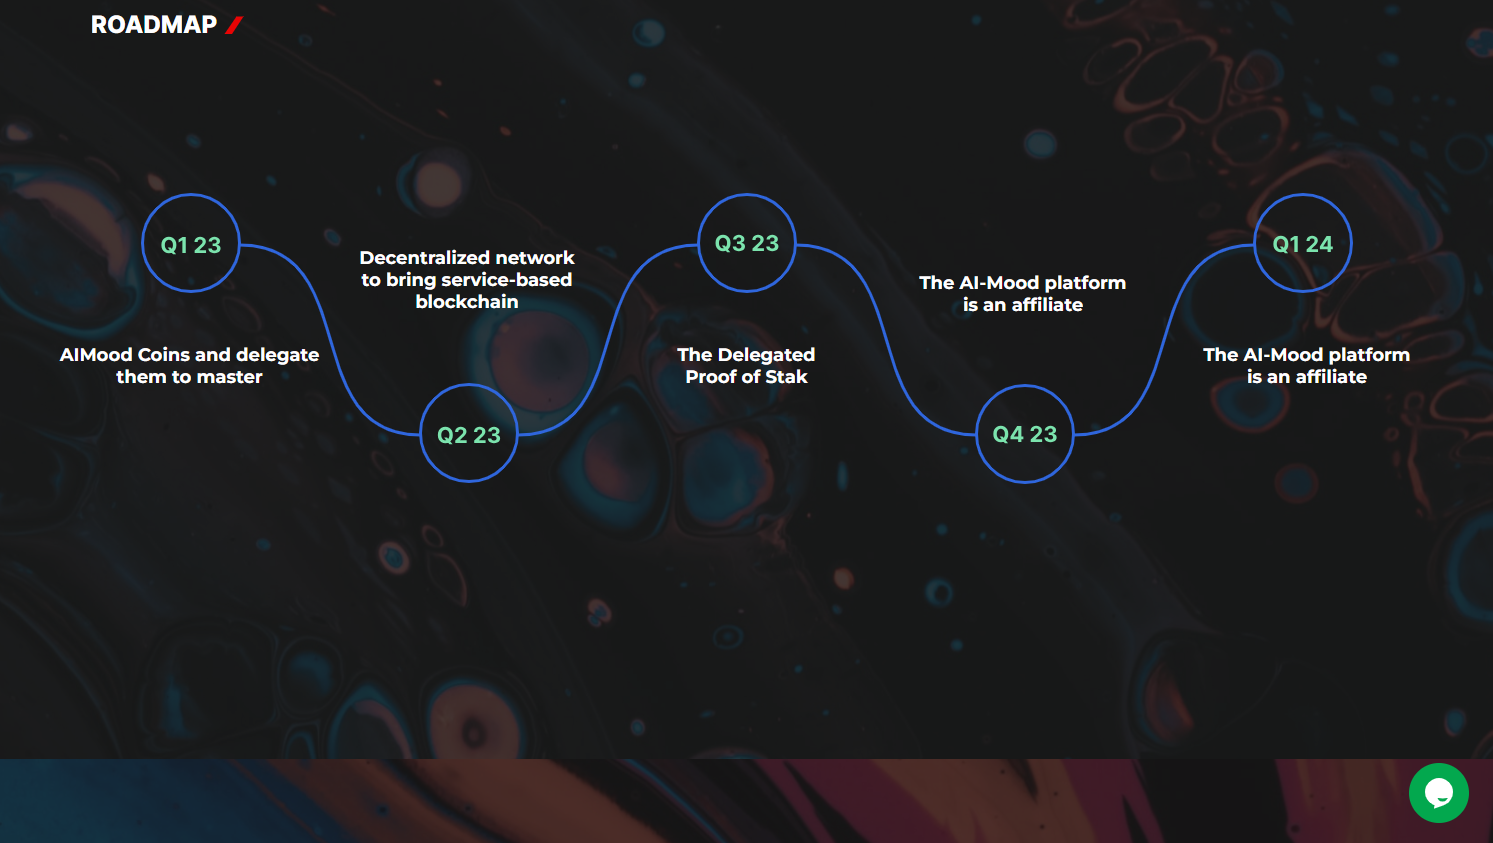 ROADMAP
Q1 23
AIMood Coins and delegate
them to master
Decentralized network
to bring service-based
blockchain
Q2 23
Q3 23
The Delegated
Proof of Stak
The AI-Mood platform
is an affiliate
Q4 23
Q1 24
The AI-Mood platform
is an affiliate